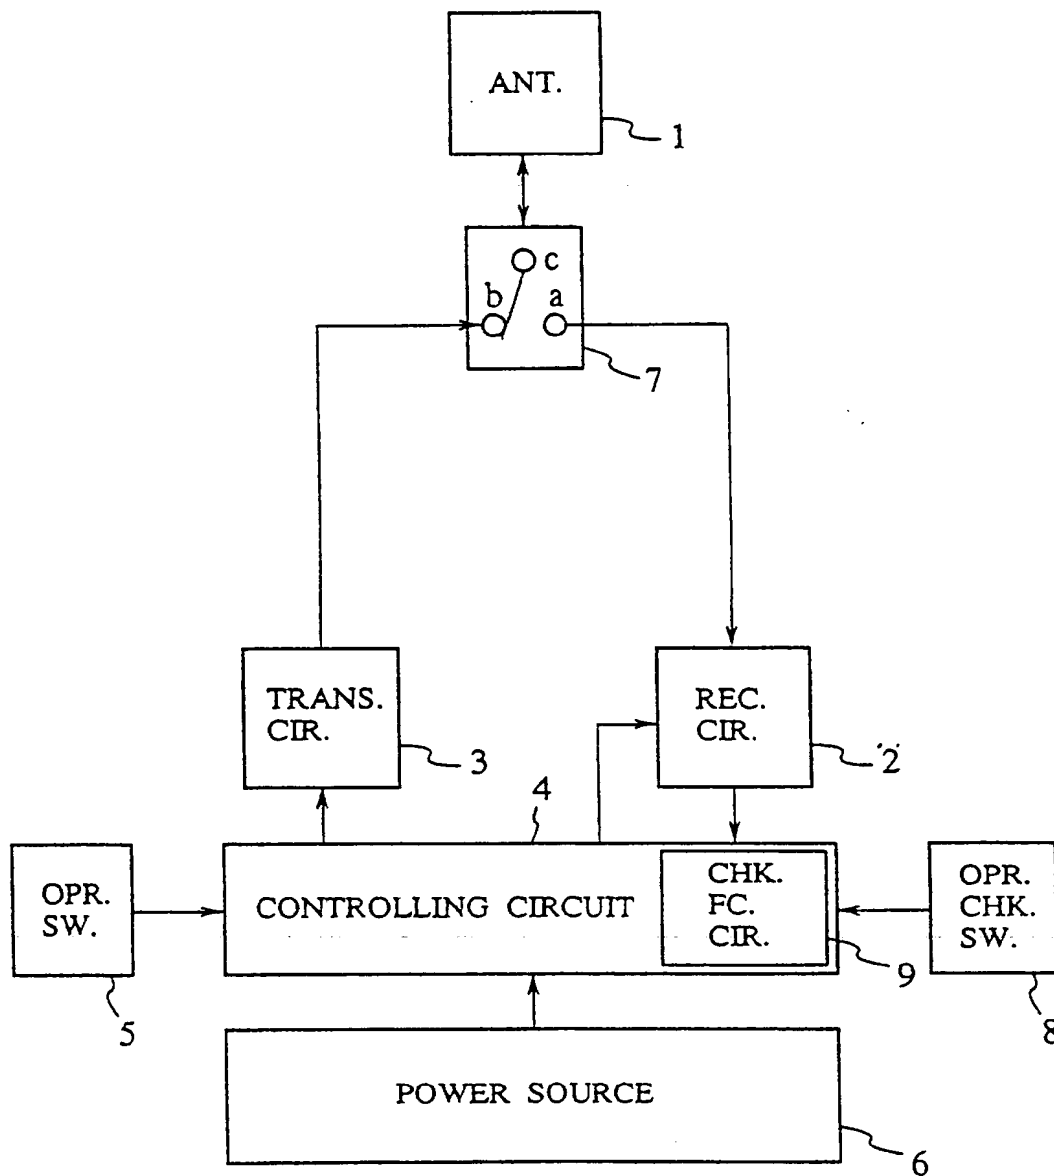 ANT.
1
c
b
a
7
TRANS.
CIR.
3
REC.
CIR.
2
4
OPR.
SW.
5
CONTROLLING CIRCUIT
CHK.
FC.
CIR.
9
OPR.
CHK.
SW.
8
POWER SOURCE
6